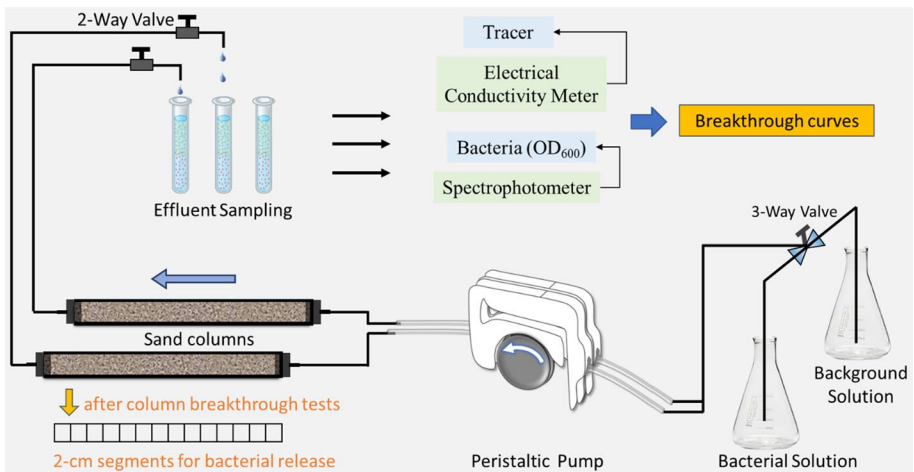 2-Way Valve
Tracer
Electrical
Conductivity Meter
Breakthrough curves
Bacteria (OD₆₀₀)
Spectrophotometer
Effluent Sampling
3-Way Valve
Sand columns
Background
Solution
after column breakthrough tests
2-cm segments for bacterial release
Peristaltic Pump
Bacterial Solution